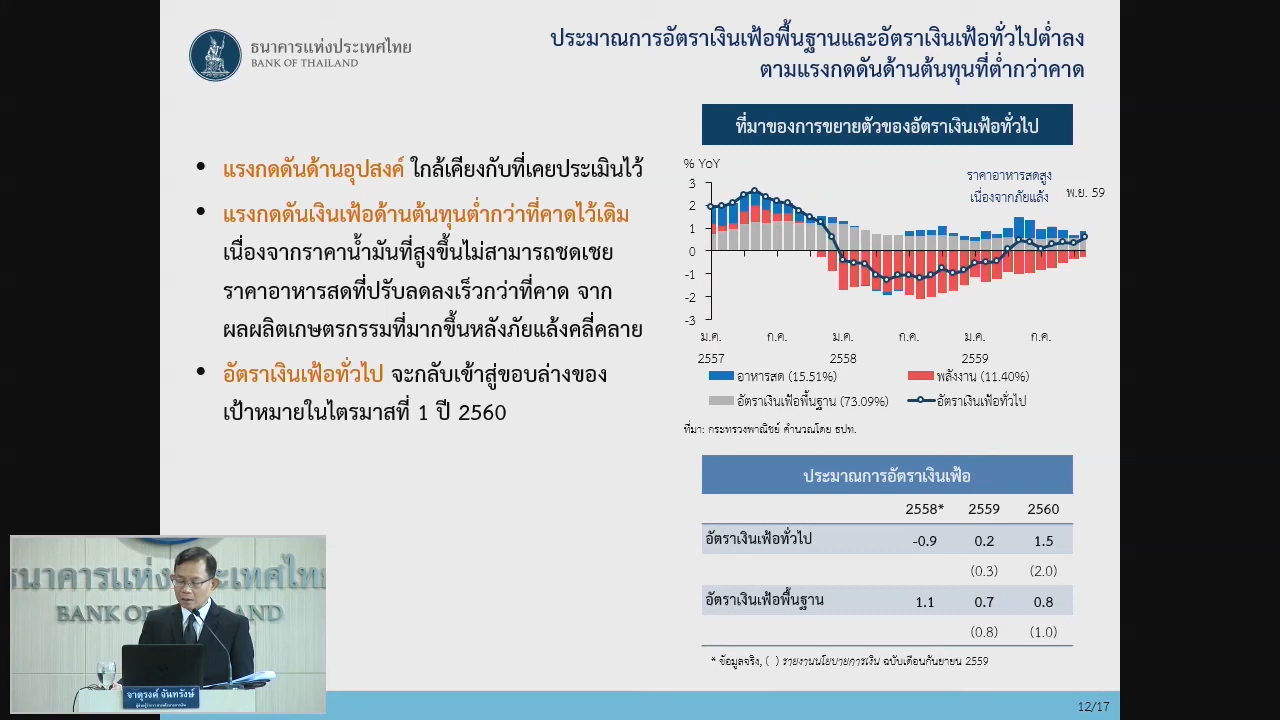 ธนาคารแห่งประเทศไทย
BANK OF THAILAND
ประมาณการอัตราเงินเฟ้อพื้นฐานและอัตราเงินเฟ้อทั่วไปต่ำลง
ตามแรงกดดันด้านต้นทุนที่ต่ำกว่าคาด
• แรงกดดันด้านอุปสงค์ ใกล้เคียงกับที่เคยประเมินไว้
• แรงกดดันเงินเฟ้อด้านต้นทุนต่ำกว่าที่คาดไว้เดิม
เนื่องจากราคาน้ำมันที่สูงขึ้นไม่สามารถชดเชย
ราคาอาหารสดที่ปรับลดลงเร็วกว่าที่คาด จาก
ผลผลิตเกษตรกรรมที่มากขึ้นหลังภัยแล้งคลี่คลาย
• อัตราเงินเฟ้อทั่วไป จะกลับเข้าสู่ขอบล่างของ
เป้าหมายในไตรมาสที่ 1 ปี 2560
ที่มาของการขยายตัวของอัตราเงินเฟ้อทั่วไป
% YoY
ราคาอาหารสดสูง
เนื่องจากภัยแล้ง
พ.ย. 59
3
2
1
0
-1
-2
-3
ม.ค. ก.ค. ม.ค. ก.ค. ม.ค. ก.ค.
2557 2558 2559
อาหารสด (15.51%) พลังงาน (11.40%)
อัตราเงินเฟ้อพื้นฐาน (73.09%) อัตราเงินเฟ้อทั่วไป
ที่มา: กระทรวงพาณิชย์ คำนวณโดย ธปท.
ประมาณการอัตราเงินเฟ้อ
2558* 2559 2560
อัตราเงินเฟ้อทั่วไป -0.9 0.2 1.5
(0.3) (2.0)
อัตราเงินเฟ้อพื้นฐาน 1.1 0.7 0.8
(0.8) (1.0)
* ข้อมูลจริง, ( ) รายงานนโยบายการเงิน ฉบับเดือนกันยายน 2559
12/17
ธนาคารแห่งประเทศไทย
BANK OF THAILAND
จาตุรงค์ จันทรังษ์